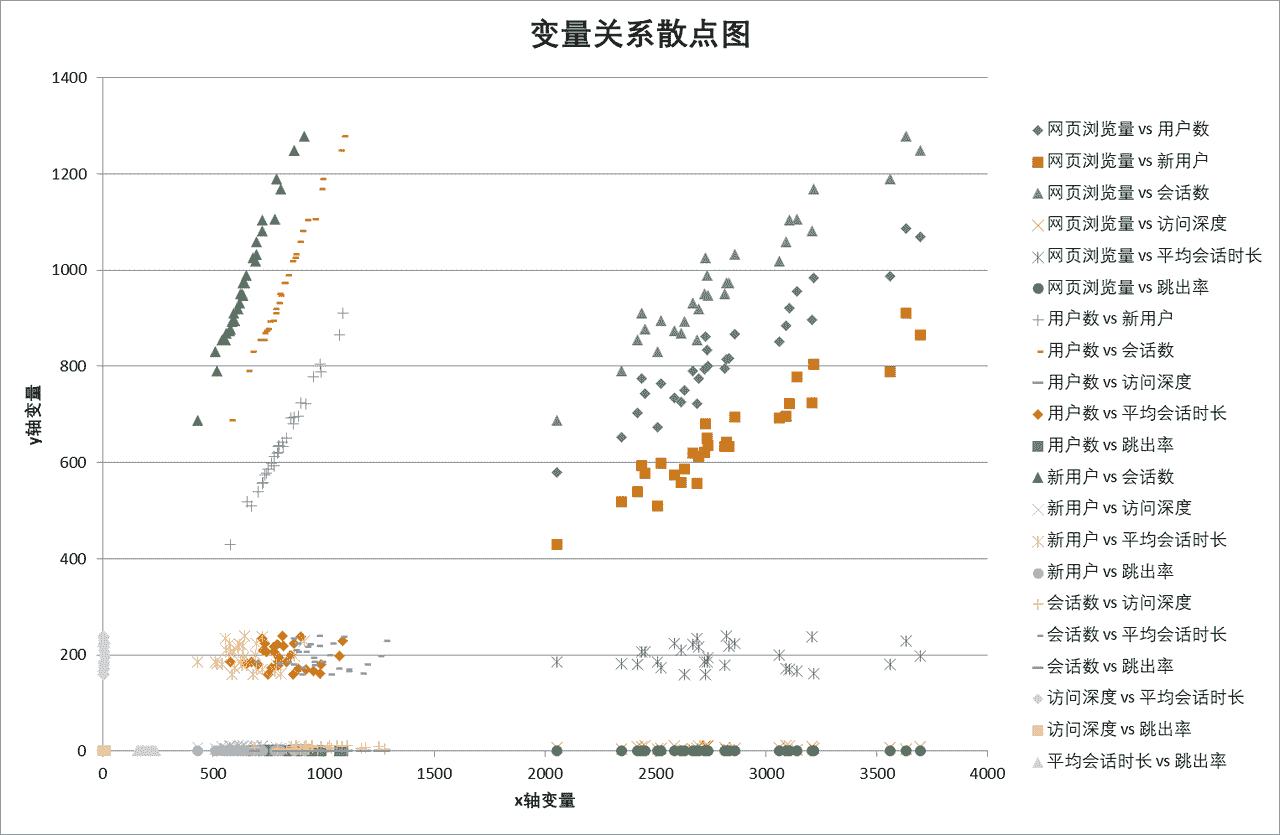 变量关系散点图
y轴变量
1400
1200
1000
800
600
400
200
0
0 500 1000 1500 2000 2500 3000 3500 4000
x轴变量
网页浏览量 vs 用户数
网页浏览量 vs 新用户
网页浏览量 vs 会话数
网页浏览量 vs 访问深度
网页浏览量 vs 平均会话时长
网页浏览量 vs 跳出率
用户数 vs 新用户
用户数 vs 会话数
用户数 vs 访问深度
用户数 vs 平均会话时长
用户数 vs 跳出率
新用户 vs 会话数
新用户 vs 访问深度
新用户 vs 平均会话时长
新用户 vs 跳出率
会话数 vs 访问深度
会话数 vs 平均会话时长
会话数 vs 跳出率
访问深度 vs 平均会话时长
访问深度 vs 跳出率
平均会话时长 vs 跳出率